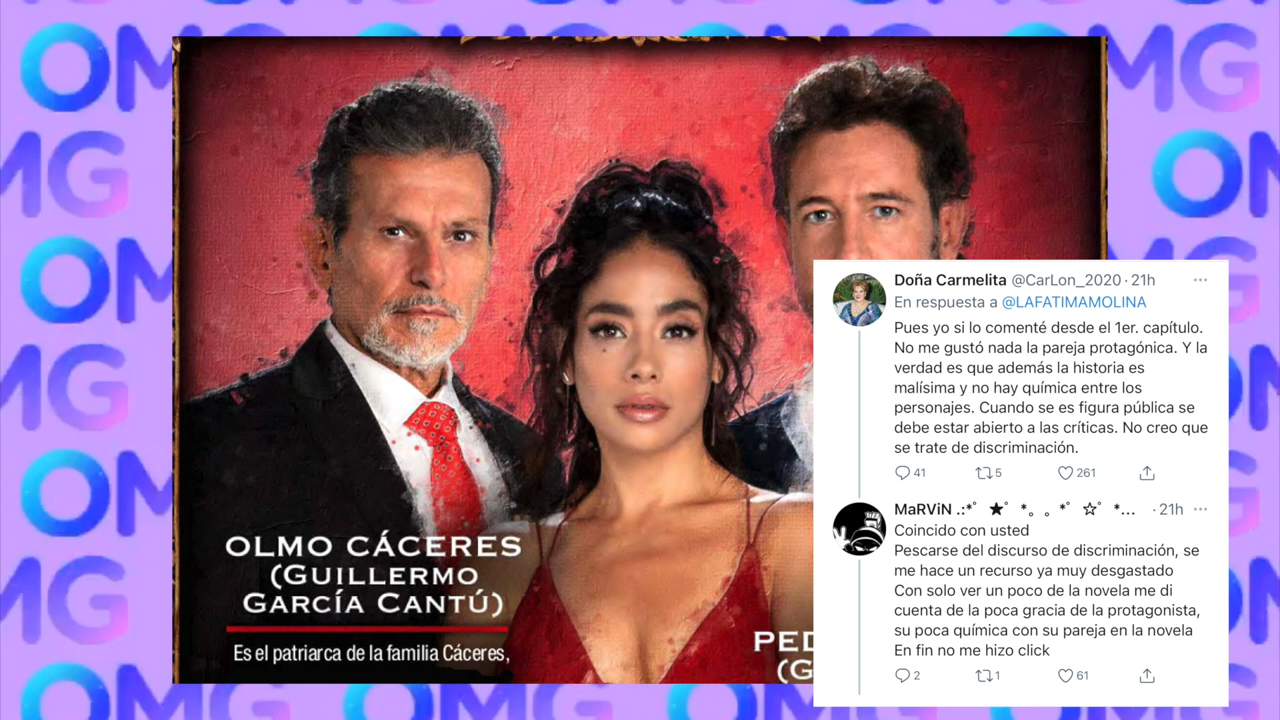 OMG
OMG
OLMO CÁCERES
(GUILLERMO
GARCÍA CANTÚ)
Es el patriarca de la familia Cáceres,
Doña Carmelita @CarLon_2020 · 21h
En respuesta a @LAFATIMAMOLINA
Pues yo si lo comenté desde el 1er. capítulo.
No me gustó nada la pareja protagónica. Y la
verdad es que además la historia es
malísima y no hay química entre los
personajes. Cuando se es figura pública se
debe estar abierto a las críticas. No creo que
se trate de discriminación.
41 5 261
MaRViN .:*˚ ★˚ *。 。*˚ ☆˚ *... · 21h
Coincido con usted
Pescarse del discurso de discriminación, se
me hace un recurso ya muy desgastado
Con solo ver un poco de la novela me di
cuenta de la poca gracia de la protagonista,
su poca química con su pareja en la novela
En fin no me hizo click
2 1 61